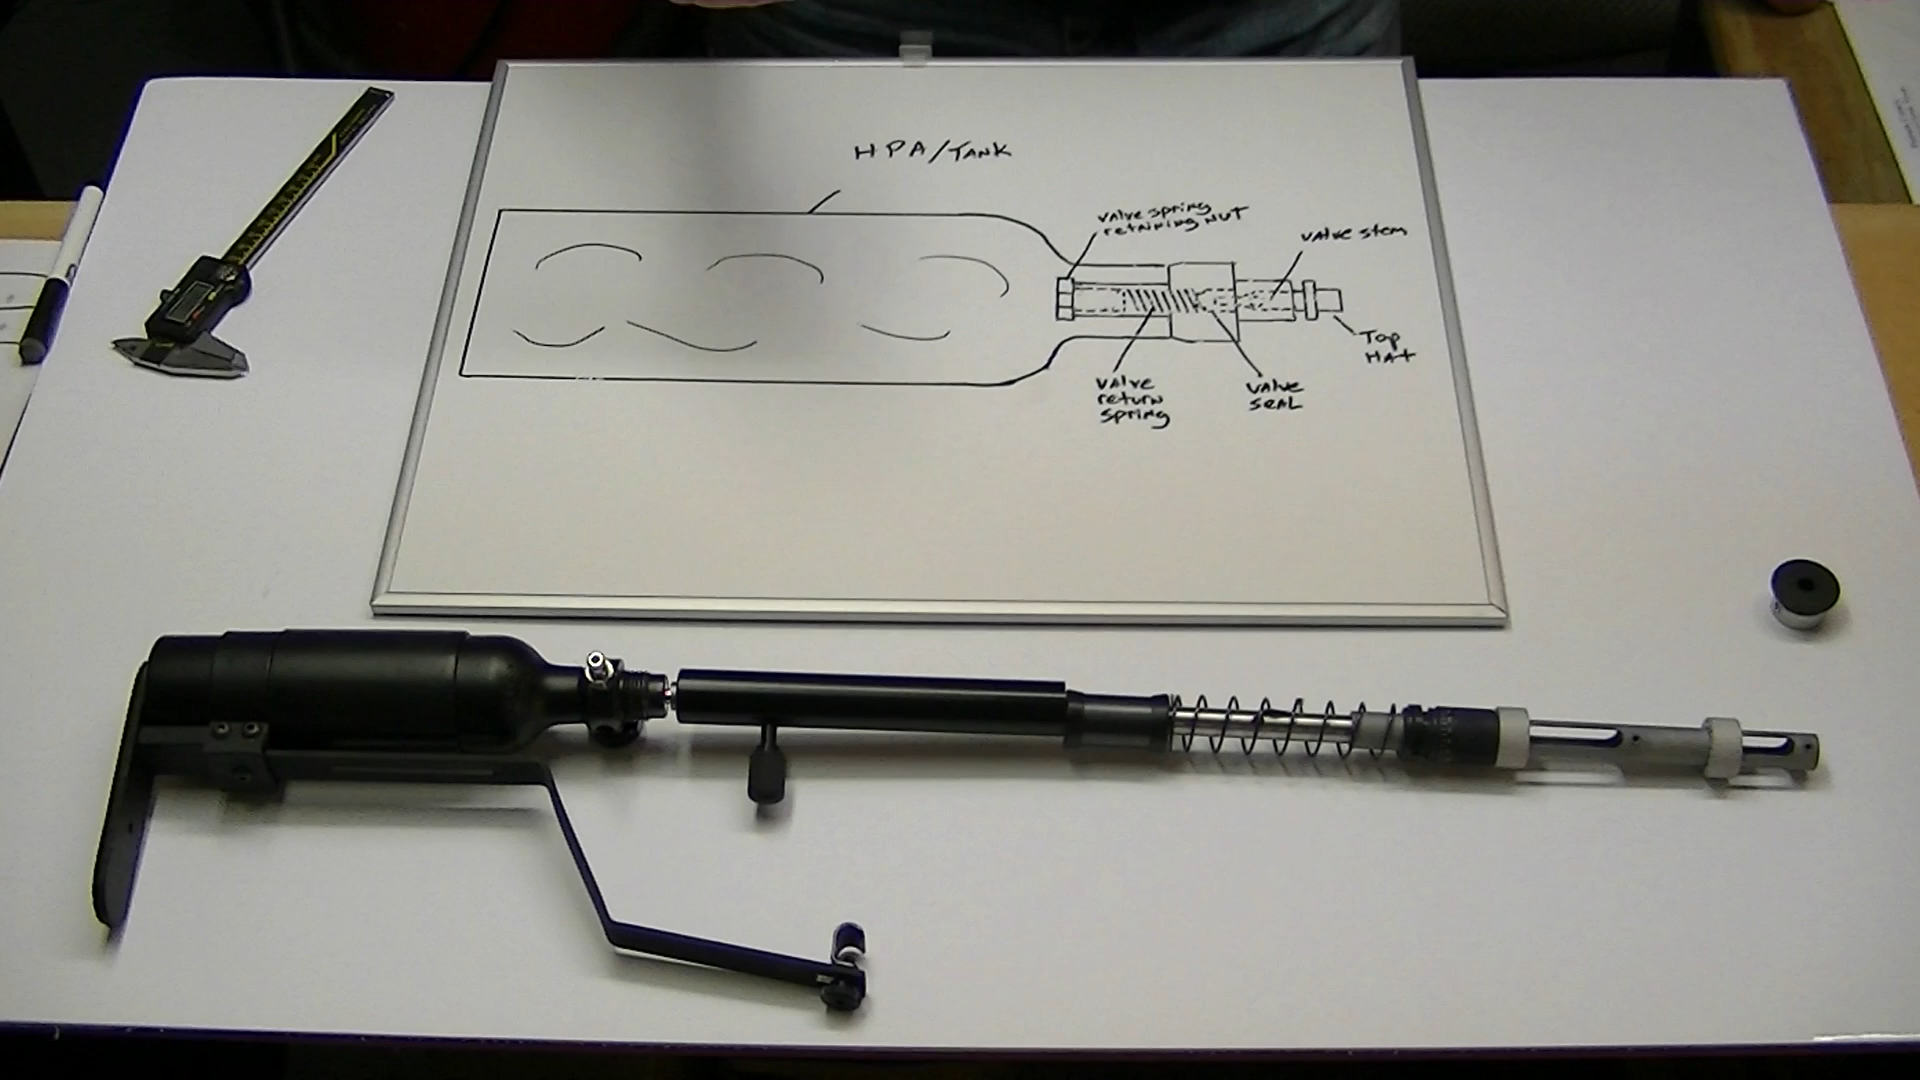 HPA/TANK
valve spring
retaining NUT
valve stem
Top
HAt
valve
return
spring
valve
SEAL